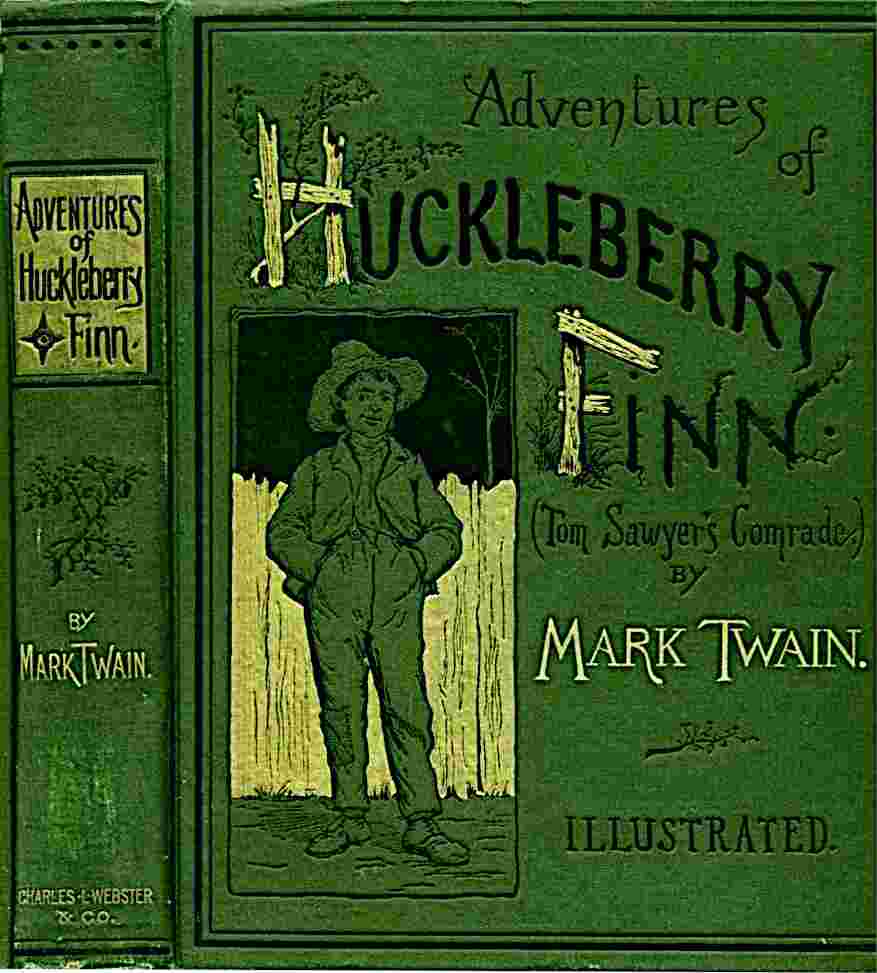 ADVENTURES
of
Huckleberry
Finn.
BY
MARK TWAIN.
CHARLES·L·WEBSTER
& CO.
Adventures
of
HUCKLEBERRY
FINN.
(Tom Sawyer's Comrade.)
BY
MARK TWAIN.
ILLUSTRATED.